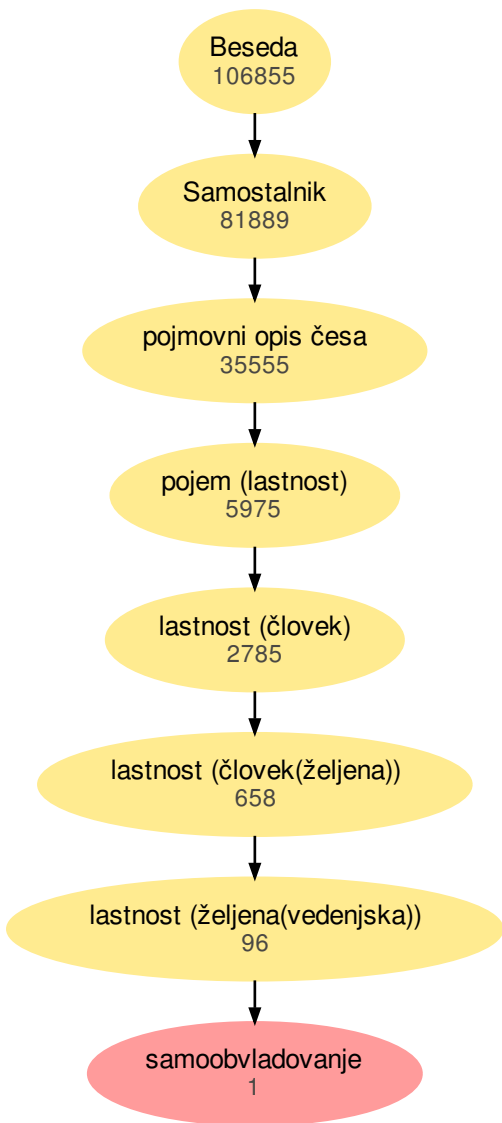 Beseda
106855
Samostalnik
81889
pojmovni opis česa
35555
pojem (lastnost)
5975
lastnost (človek)
2785
lastnost (človek(željena))
658
lastnost (željena(vedenjska))
96
samoobvladovanje
1